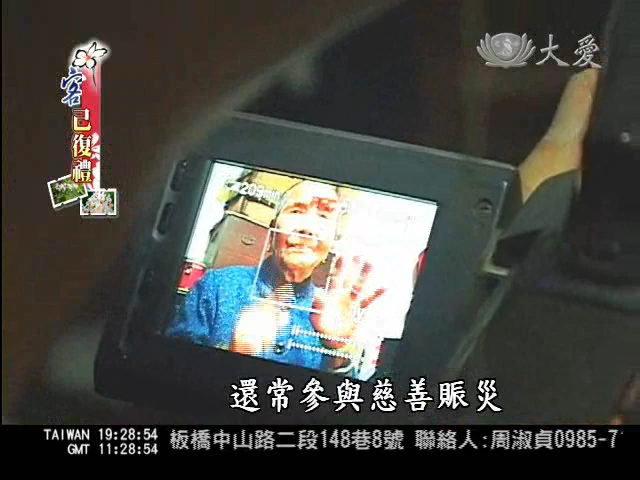 大愛
客己復禮
209min
還常參與慈善賑災
TAIWAN 19:28:54
GMT 11:28:54
板橋中山路二段148巷8號 聯絡人:周淑貞0985-7